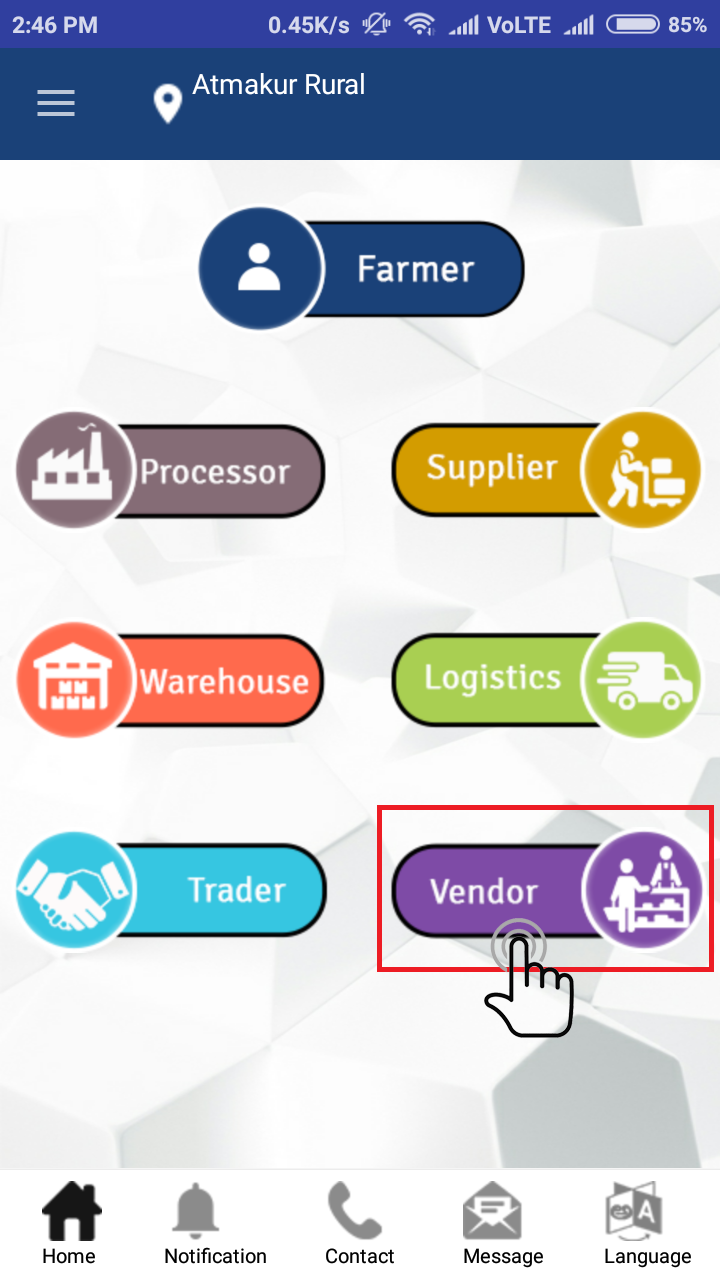 2:46 PM 0.45K/s VoLTE 85%
Atmakur Rural
Farmer
Processor Supplier
Warehouse Logistics
Trader Vendor
Home Notification Contact Message Language